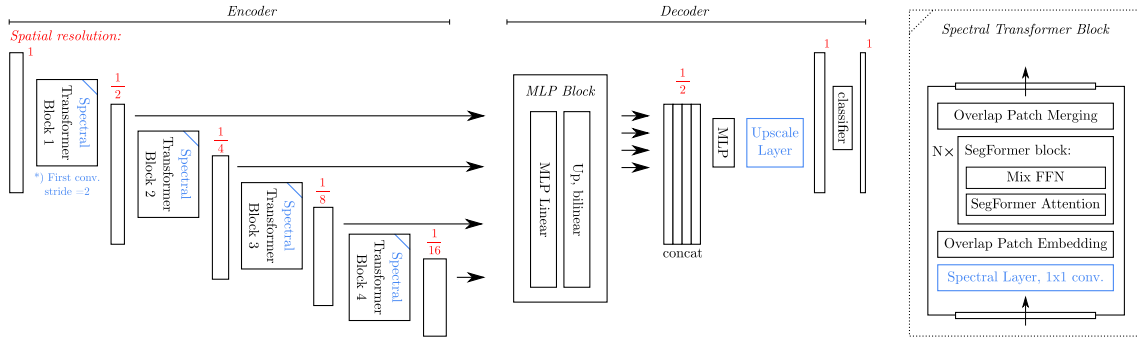 Encoder
Decoder
Spatial resolution:
1
Spectral
Transformer
Block 1
*) First conv.
stride =2
1
2
Spectral
Transformer
Block 2
1
4
Spectral
Transformer
Block 3
1
8
Spectral
Transformer
Block 4
1
16
MLP Block
MLP Linear
Up, bilinear
1
2
concat
MLP
Upscale
Layer
1
classifier
1
Spectral Transformer Block
Overlap Patch Merging
N×
SegFormer block:
Mix FFN
SegFormer Attention
Overlap Patch Embedding
Spectral Layer, 1x1 conv.